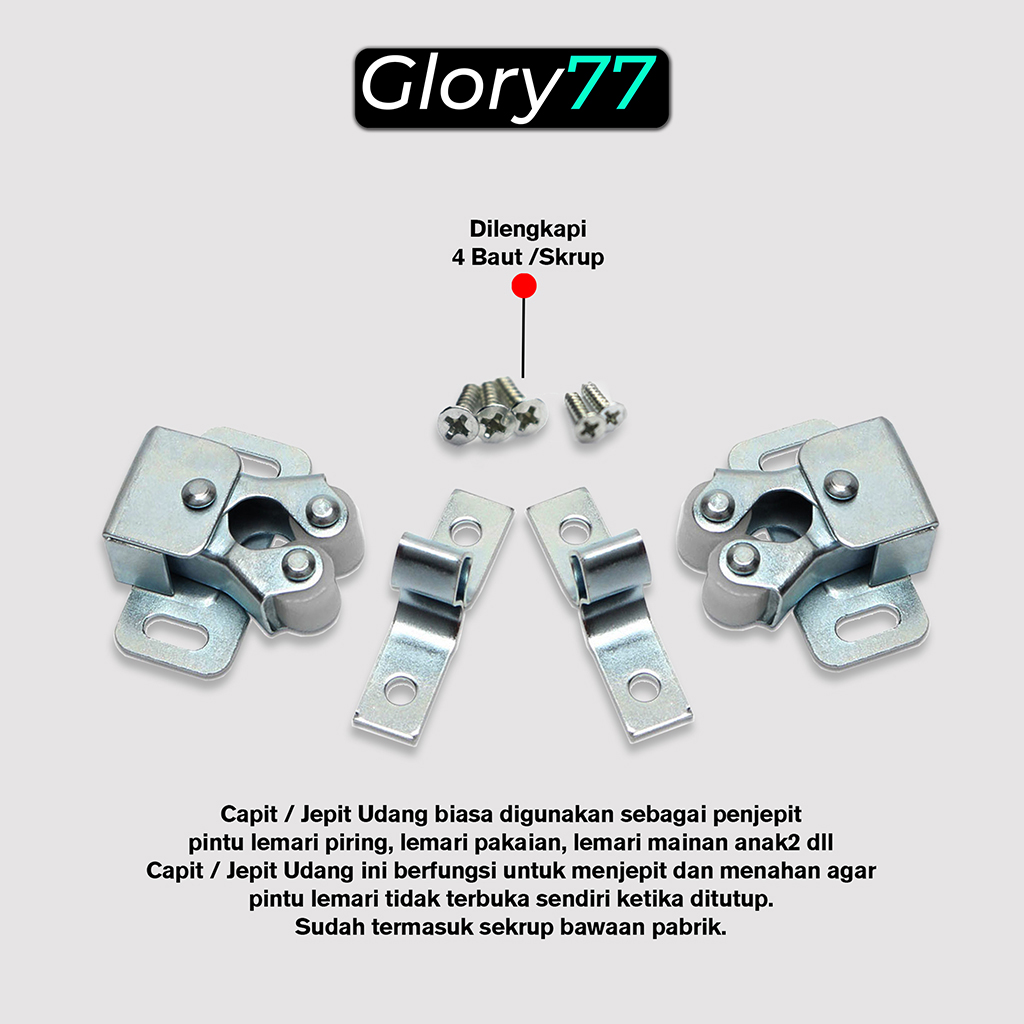 Glory77
Dilengkapi
4 Baut /Skrup
Capit / Jepit Udang biasa digunakan sebagai penjepit
pintu lemari piring, lemari pakaian, lemari mainan anak2 dll
Capit / Jepit Udang ini berfungsi untuk menjepit dan menahan agar
pintu lemari tidak terbuka sendiri ketika ditutup.
Sudah termasuk sekrup bawaan pabrik.